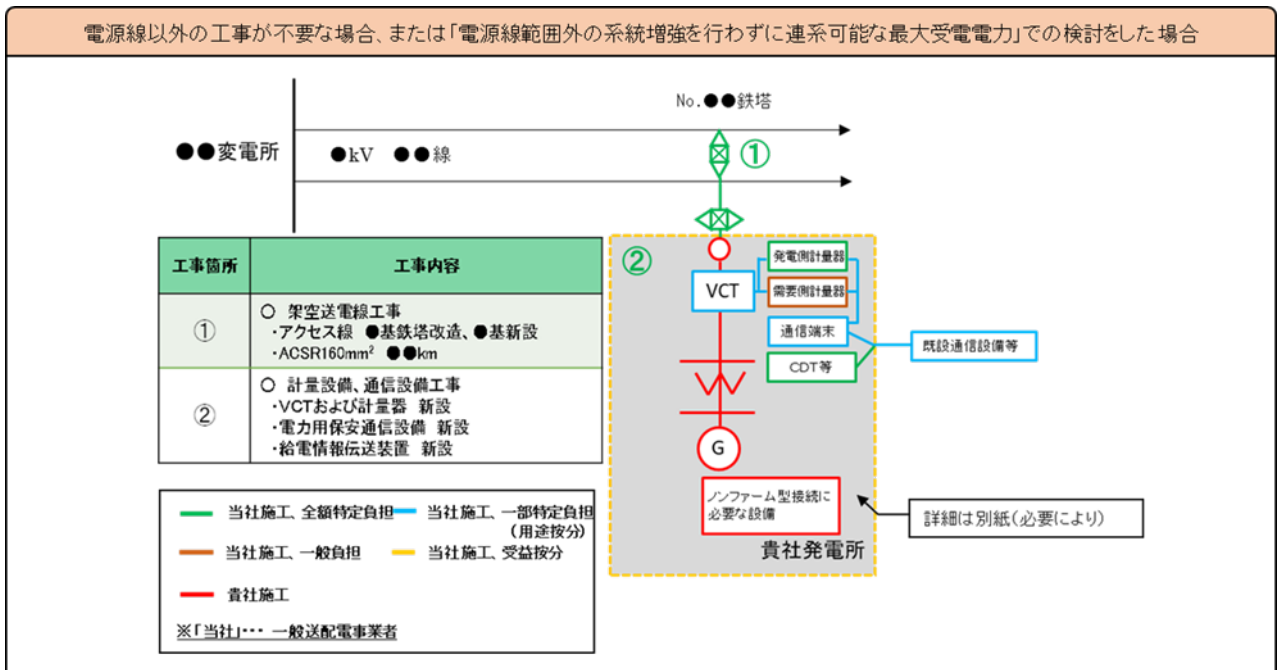 電源線以外の工事が不要な場合、または「電源線範囲外の系統増強を行わずに連系可能な最大受電電力」での検討をした場合
No.●●鉄塔
●●変電所
●kV ●●線
①
工事箇所 工事内容
①
○ 架空送電線工事
・アクセス線 ●基鉄塔改造、●基新設
・ACSR160mm² ●●km
②
○ 計量設備、通信設備工事
・VCTおよび計量器 新設
・電力用保安通信設備 新設
・給電情報伝送装置 新設
②
VCT
発電側計量器
需要側計量器
通信端末
CDT等
既設通信設備等
G
ノンファーム型接続に
必要な設備
貴社発電所
詳細は別紙(必要により)
当社施工、全額特定負担
当社施工、一部特定負担
(用途按分)
当社施工、一般負担
当社施工、受益按分
貴社施工
※「当社」・・・ 一般送配電事業者